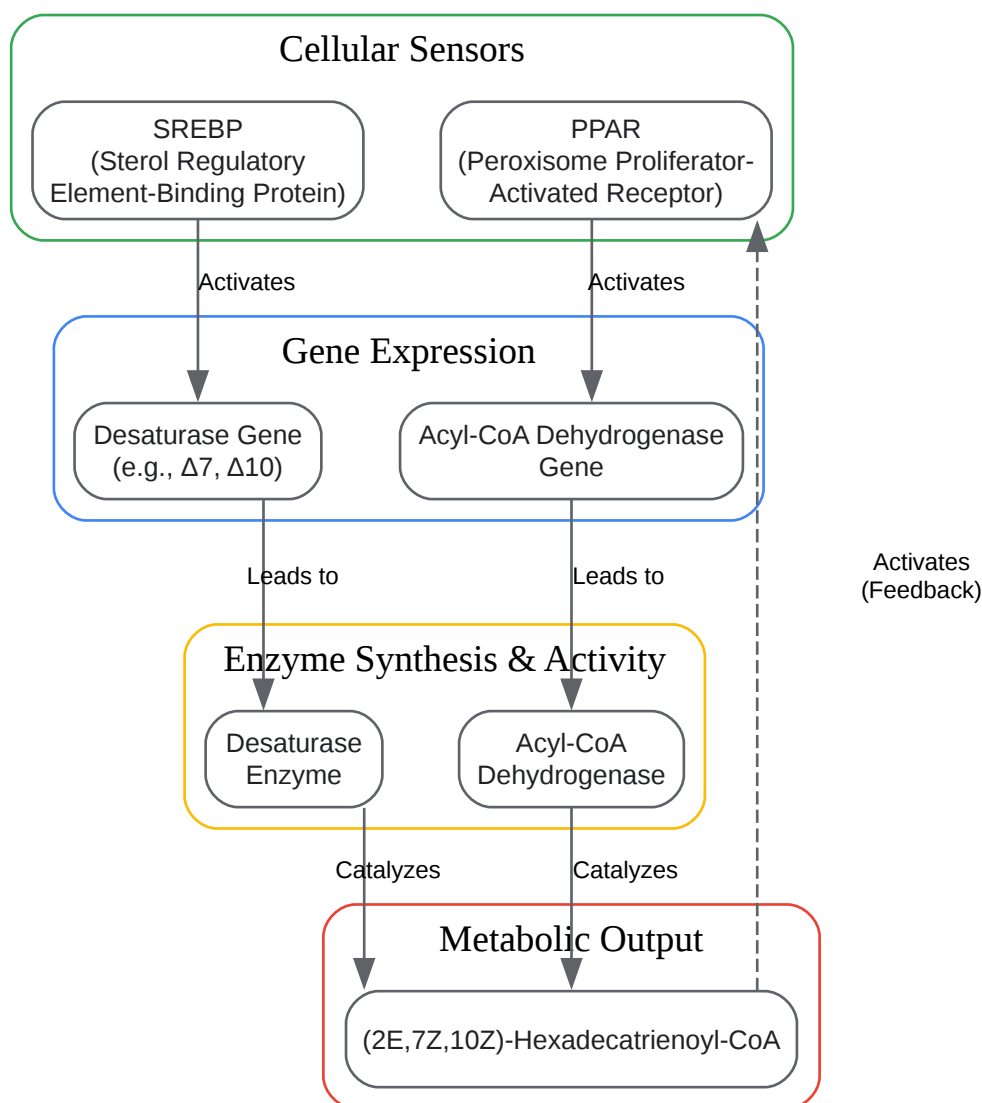 Cellular Sensors
SREBP
(Sterol Regulatory
Element-Binding Protein)
PPAR
(Peroxisome Proliferator-
Activated Receptor)
Activates
Activates
Gene Expression
Desaturase Gene
(e.g., Δ7, Δ10)
Acyl-CoA Dehydrogenase
Gene
Leads to
Leads to
Activates
(Feedback)
Enzyme Synthesis & Activity
Desaturase
Enzyme
Acyl-CoA
Dehydrogenase
Catalyzes
Catalyzes
Metabolic Output
(2E,7Z,10Z)-Hexadecatrienoyl-CoA